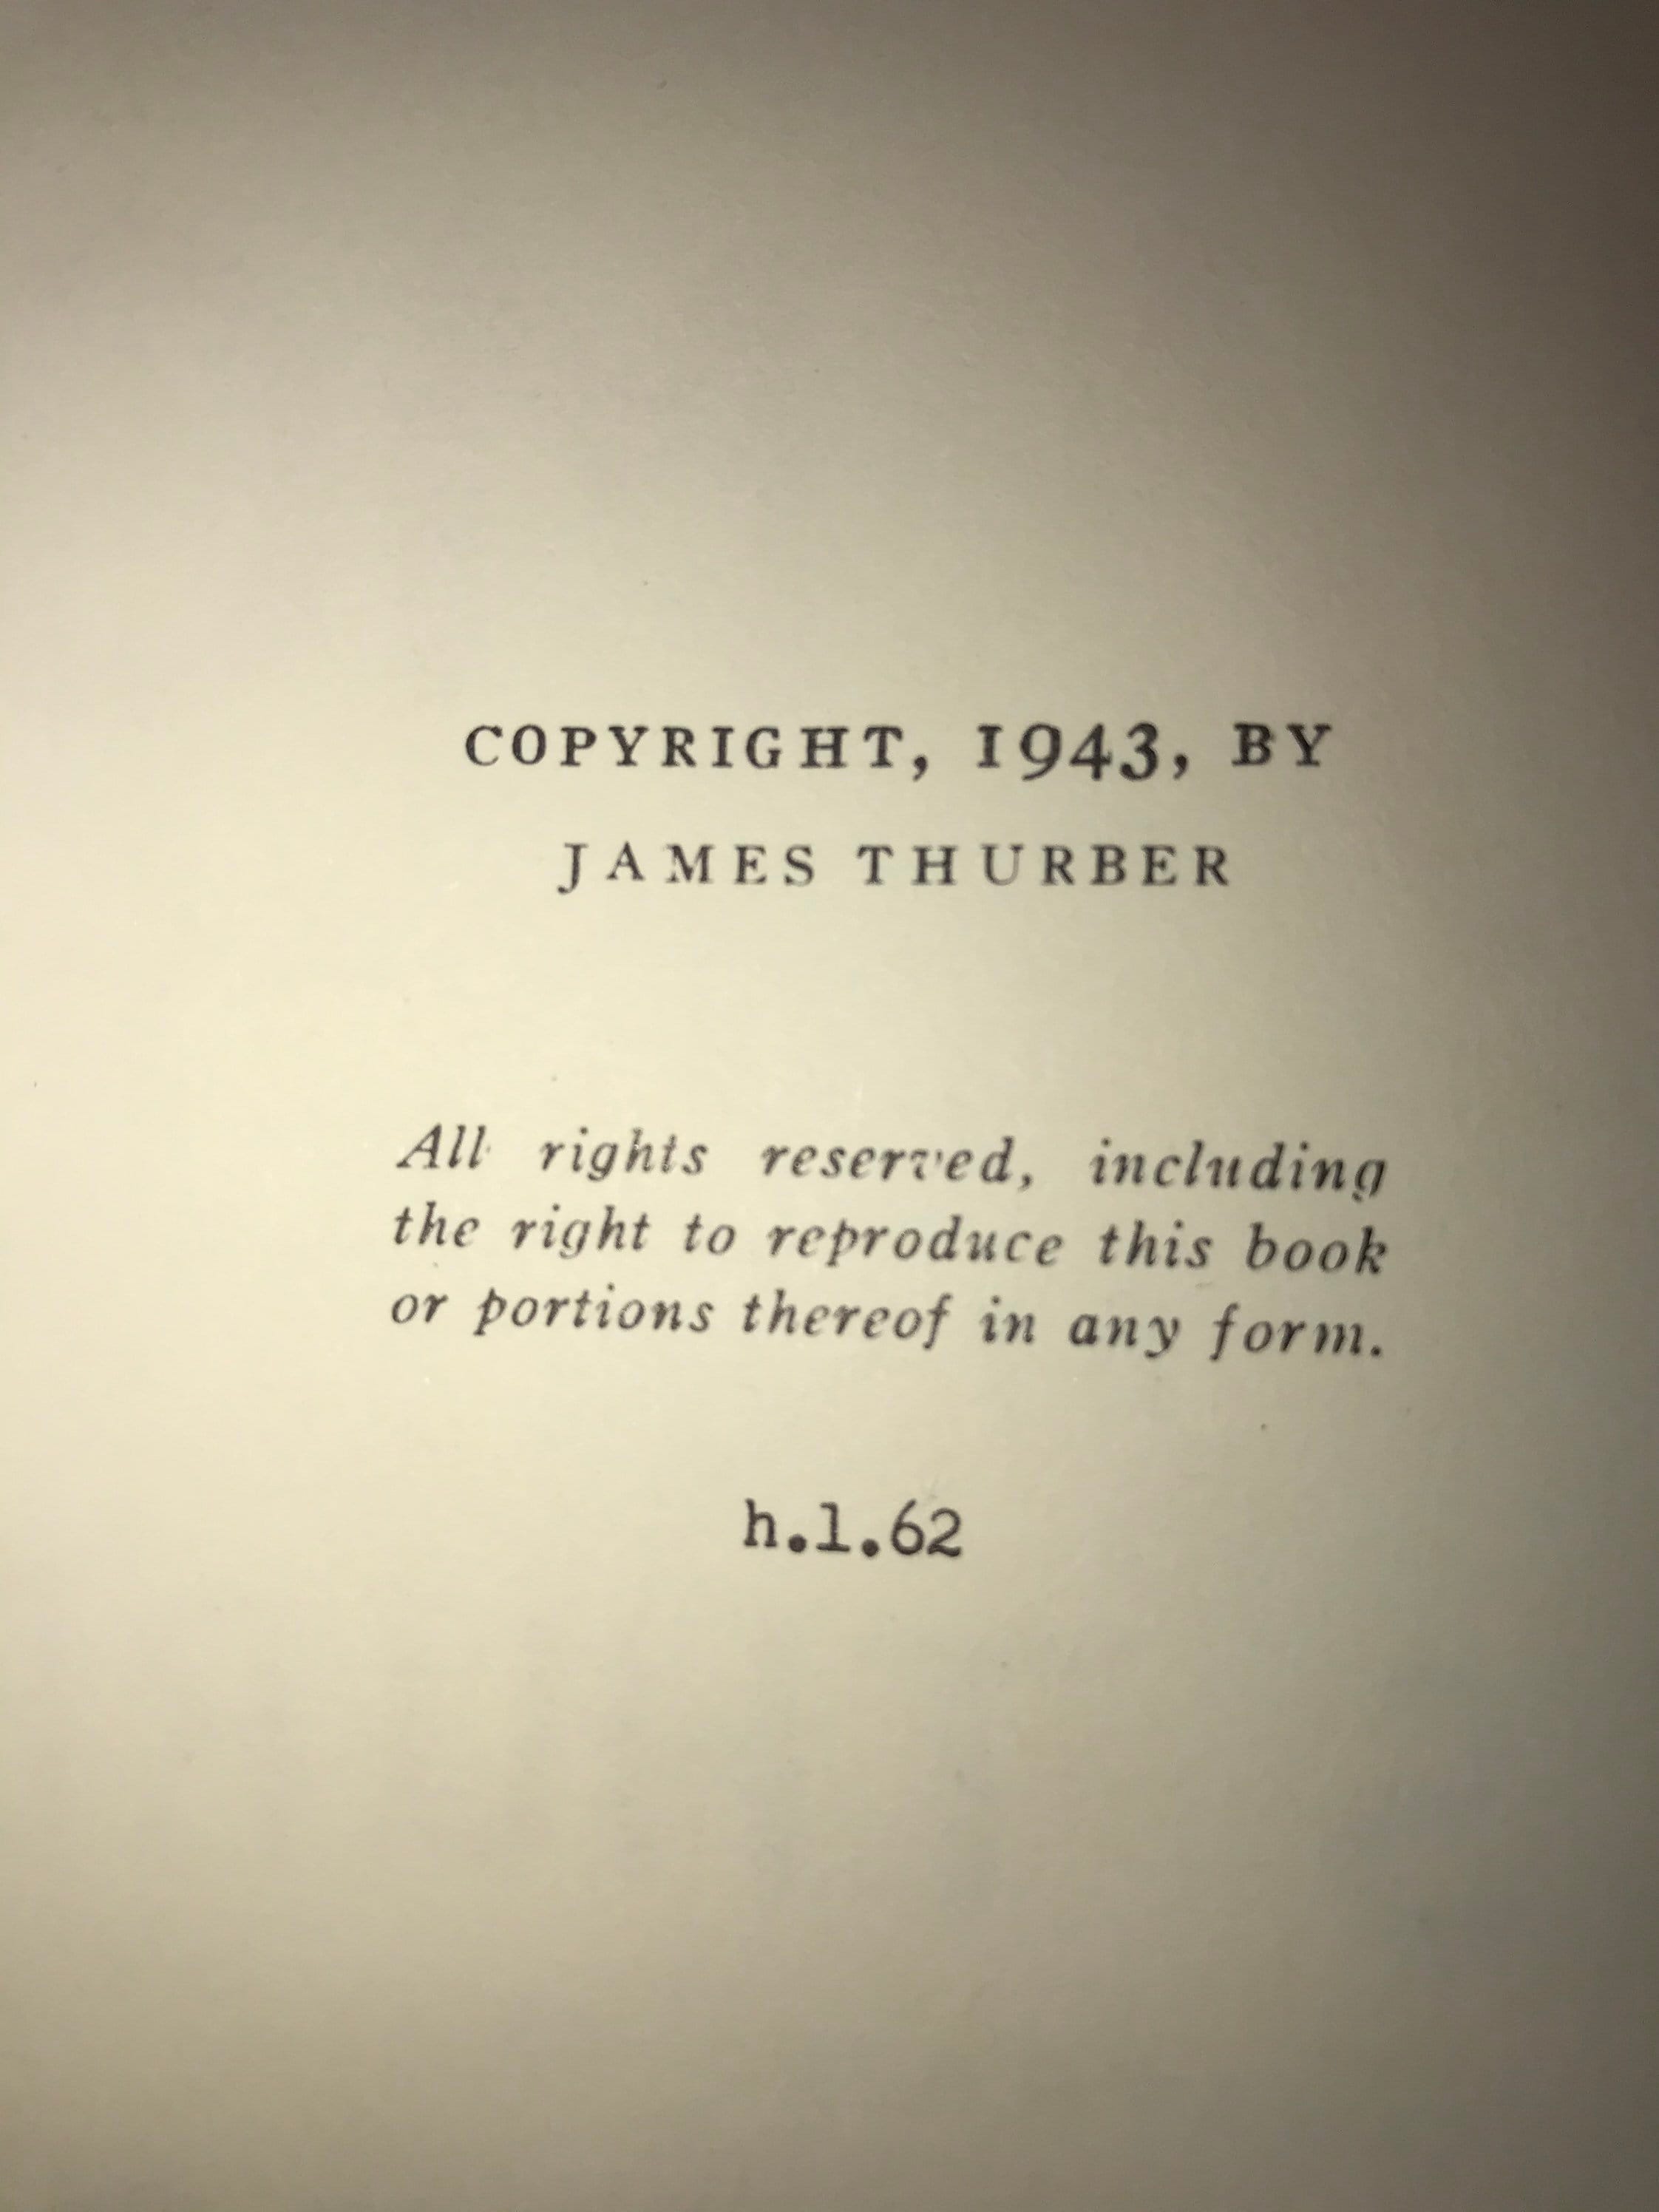 COPYRIGHT, 1943, BY
JAMES THURBER
All rights reserved, including
the right to reproduce this book
or portions thereof in any form.
h.l.62